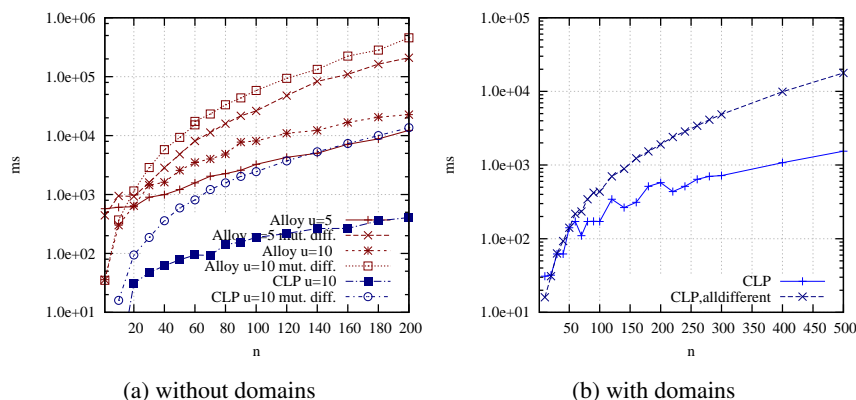 1.0e+06
1.0e+05
1.0e+04
1.0e+03
1.0e+02
1.0e+01
ms
20 40 60 80 100 120 140 160 180 200
n
Alloy u=5
Alloy u=5 mut. diff.
Alloy u=10
Alloy u=10 mut. diff.
CLP u=10
CLP u=10 mut. diff.
(a) without domains
1.0e+05
1.0e+04
1.0e+03
1.0e+02
1.0e+01
ms
50 100 150 200 250 300 350 400 450 500
n
CLP
CLP,alldifferent
(b) with domains